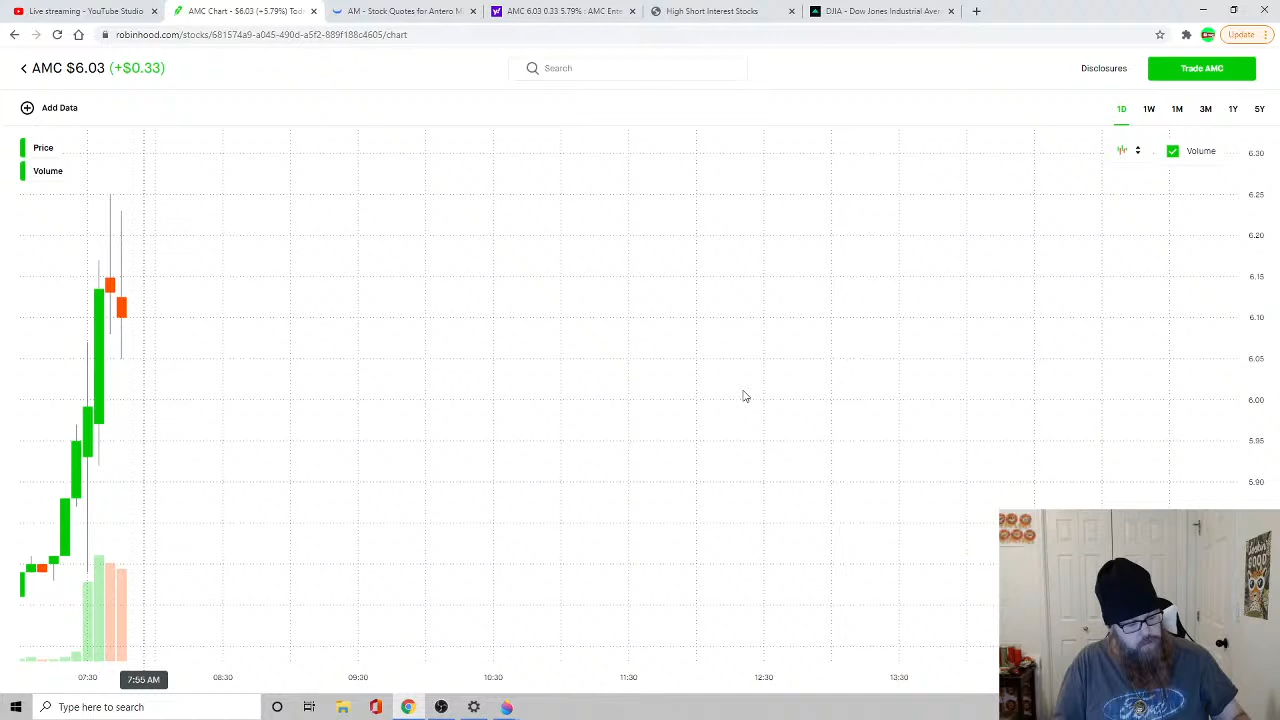 Live streaming - YouTube Studio
AMC Chart - $6.03 (+5.79%) Tod
AM - Stock Quotes for Antero M
AMC 6.03 0.33 5.79% : AMC Ente
High Short Interest Stocks
DJIA - Dow Jones Industrial Aver
robinhood.com/stocks/681574a9-a045-490d-a5f2-889f188c4605/chart
Update
AMC $6.03 (+$0.33)
Search
Disclosures
Trade AMC
Add Data
1D 1W 1M 3M 1Y 5Y
Price
Volume
Volume
6.30
6.25
6.20
6.15
6.10
6.05
6.00
5.95
5.90
07:30 08:30 09:30 10:30 11:30 12:30 13:30
7:55 AM
Type here to search